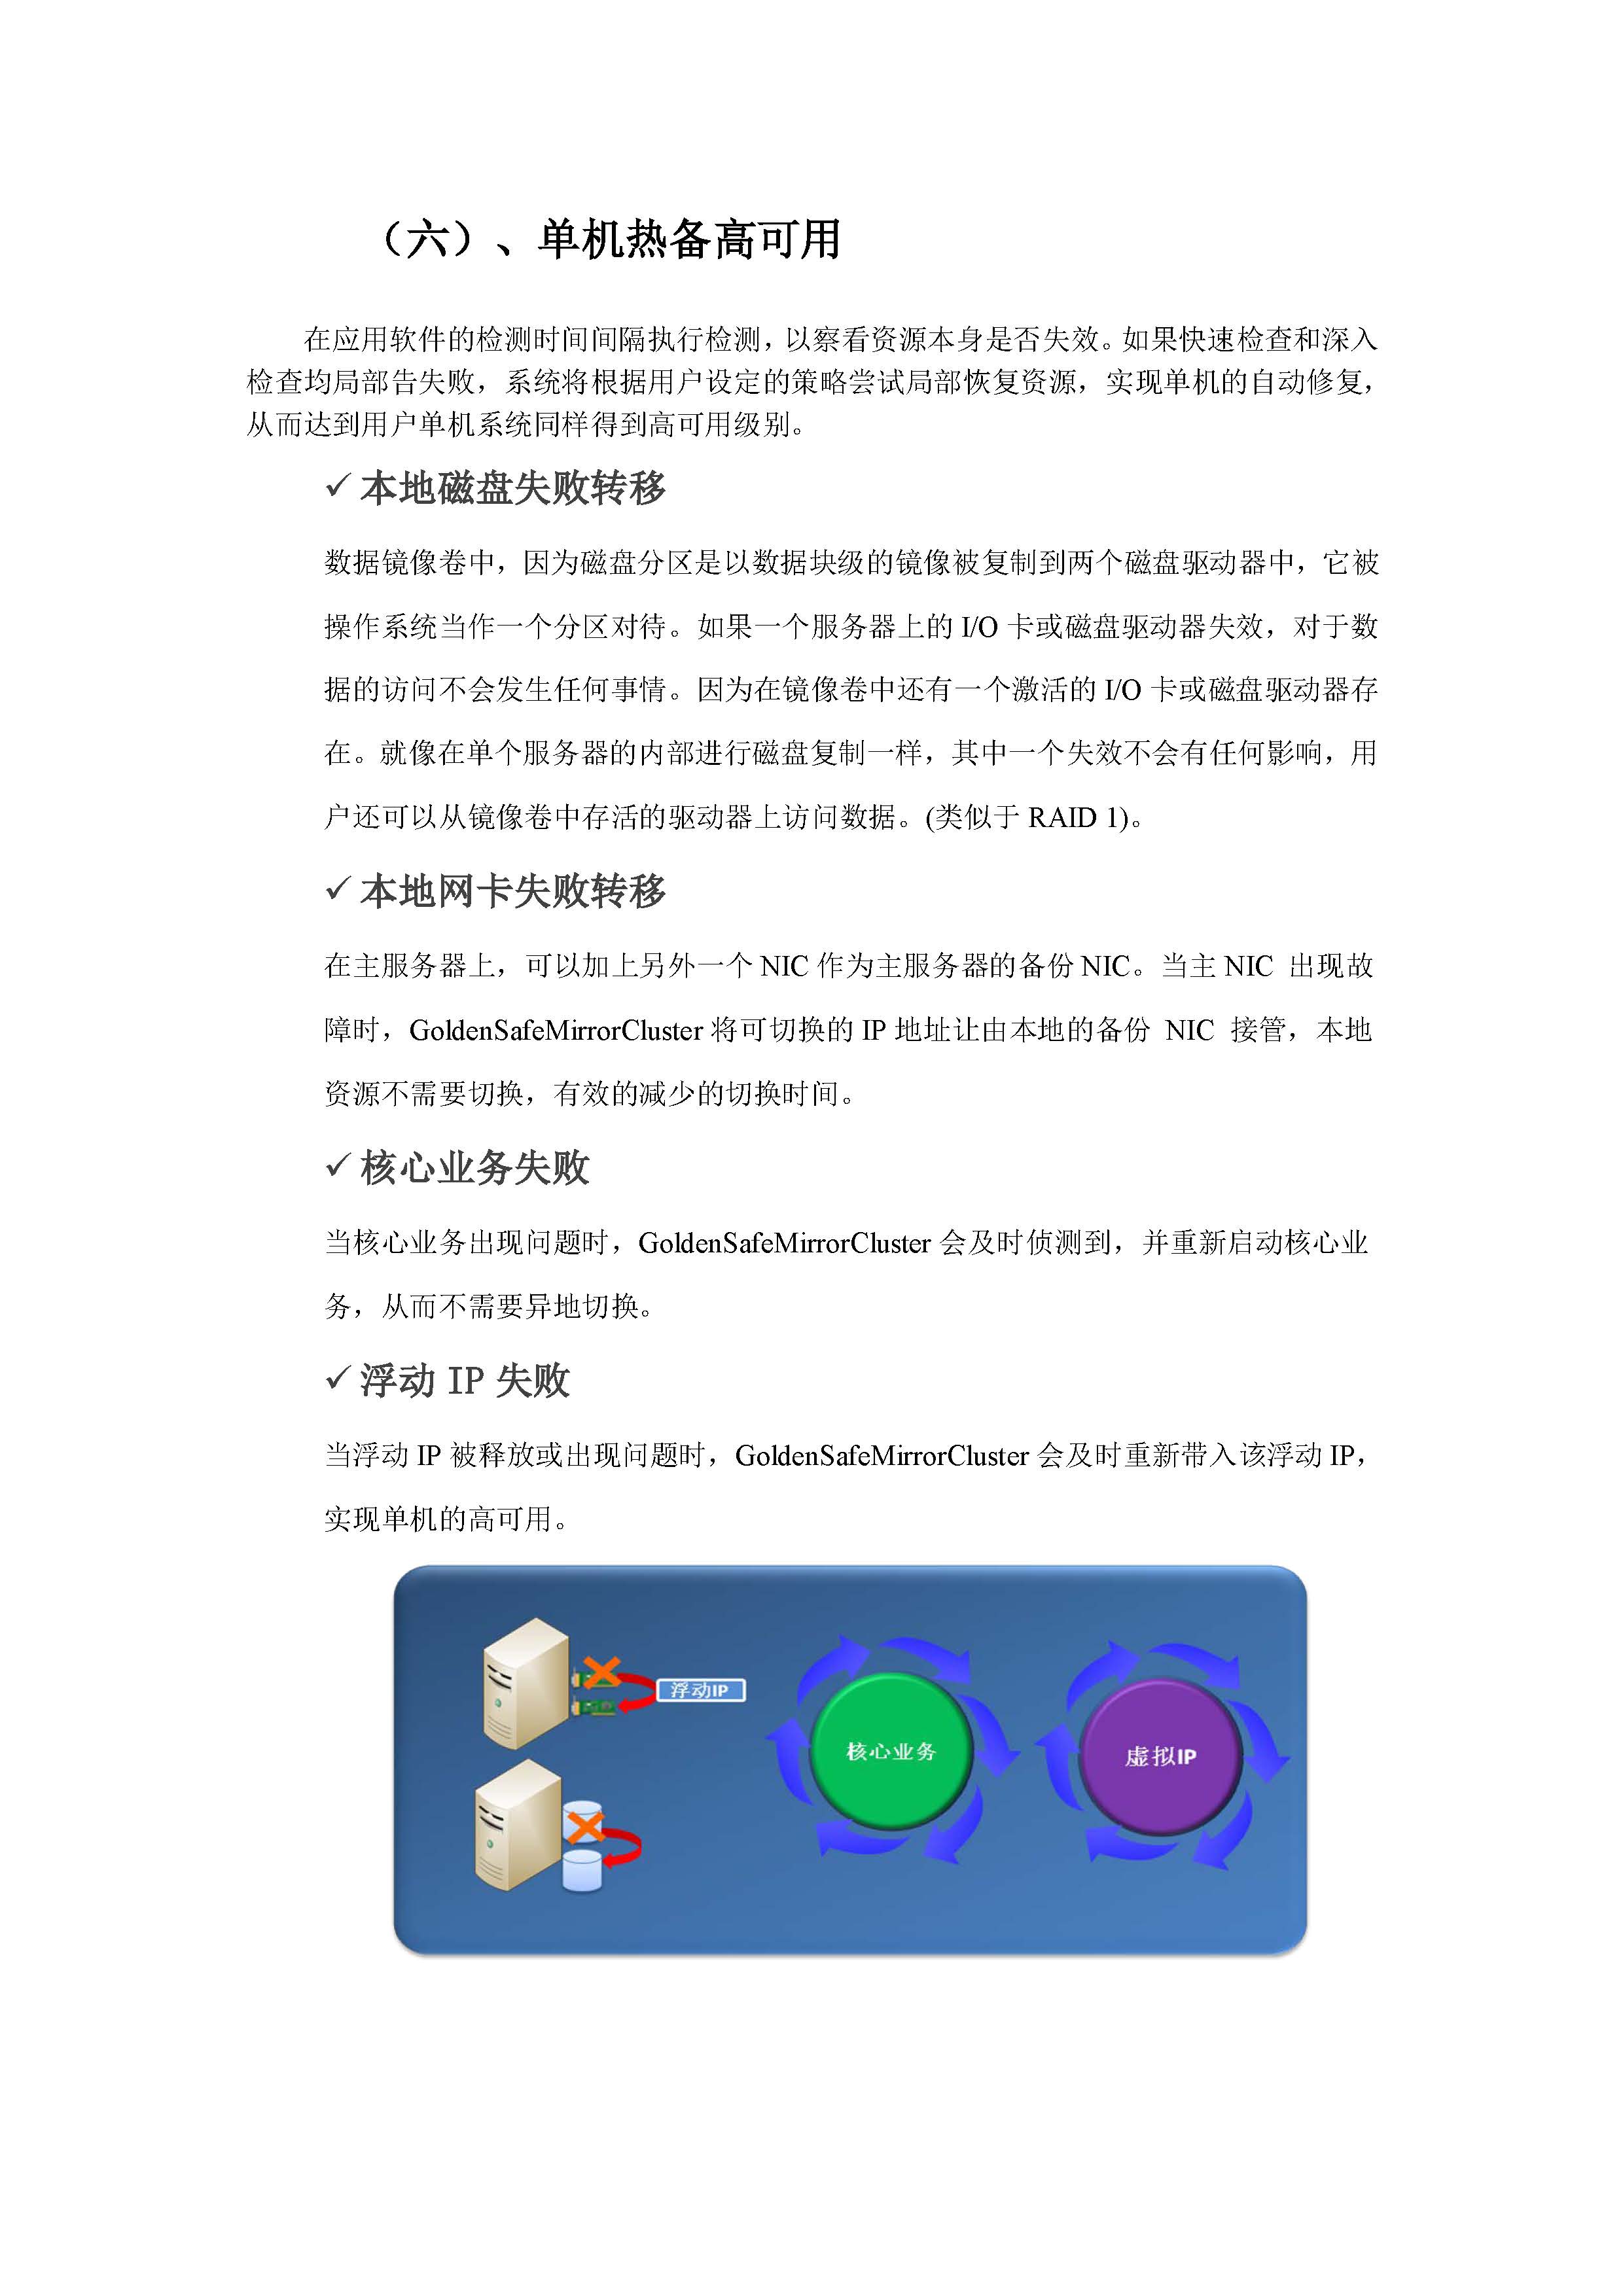 （六）、单机热备高可用
在应用软件的检测时间间隔执行检测，以察看资源本身是否失效。如果快速检查和深入
检查均局部告失败，系统将根据用户设定的策略尝试局部恢复资源，实现单机的自动修复，
从而达到用户单机系统同样得到高可用级别。
✓本地磁盘失败转移
数据镜像卷中，因为磁盘分区是以数据块级的镜像被复制到两个磁盘驱动器中，它被
操作系统当作一个分区对待。如果一个服务器上的 I/O 卡或磁盘驱动器失效，对于数
据的访问不会发生任何事情。因为在镜像卷中还有一个激活的 I/O 卡或磁盘驱动器存
在。就像在单个服务器的内部进行磁盘复制一样，其中一个失效不会有任何影响，用
户还可以从镜像卷中存活的驱动器上访问数据。(类似于 RAID 1)。
✓本地网卡失败转移
在主服务器上，可以加上另外一个 NIC 作为主服务器的备份 NIC。当主 NIC 出现故
障时，GoldenSafeMirrorCluster 将可切换的 IP 地址让由本地的备份 NIC 接管，本地
资源不需要切换，有效的减少的切换时间。
✓核心业务失败
当核心业务出现问题时，GoldenSafeMirrorCluster 会及时侦测到，并重新启动核心业
务，从而不需要异地切换。
✓浮动 IP 失败
当浮动 IP 被释放或出现问题时，GoldenSafeMirrorCluster 会及时重新带入该浮动 IP，
实现单机的高可用。
浮动IP
核心业务
虚拟IP